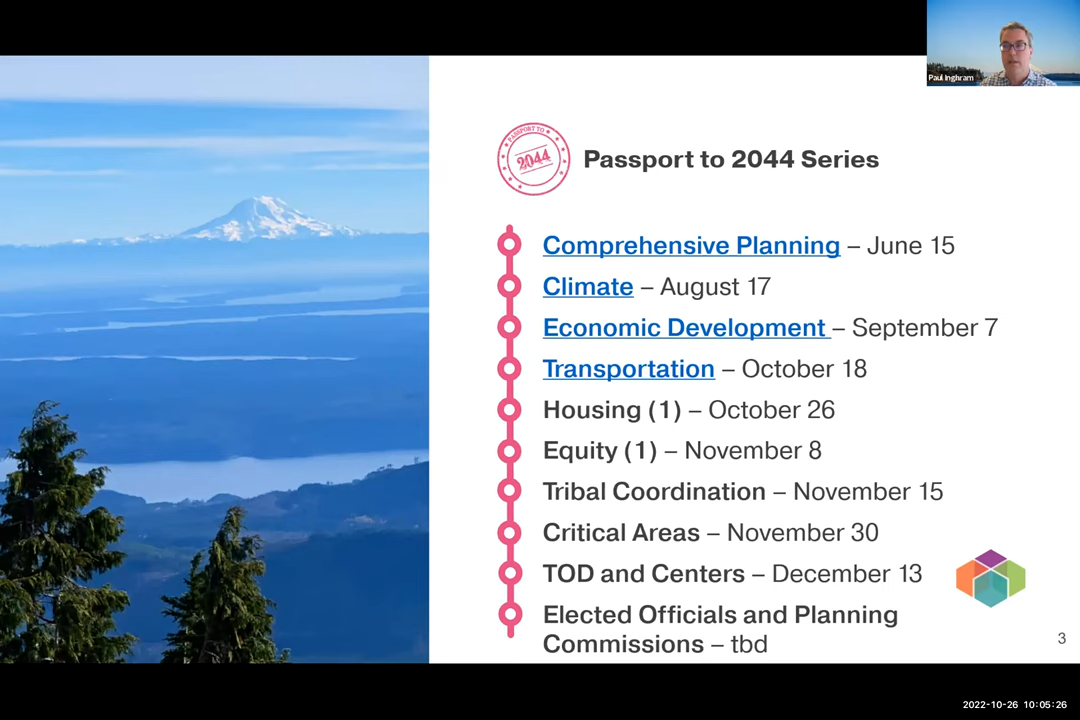 Paul Inghram
PASSPORT TO
2044
Passport to 2044 Series
Comprehensive Planning – June 15
Climate – August 17
Economic Development – September 7
Transportation – October 18
Housing (1) – October 26
Equity (1) – November 8
Tribal Coordination – November 15
Critical Areas – November 30
TOD and Centers – December 13
Elected Officials and Planning
Commissions – tbd
3
2022-10-26 10:05:26